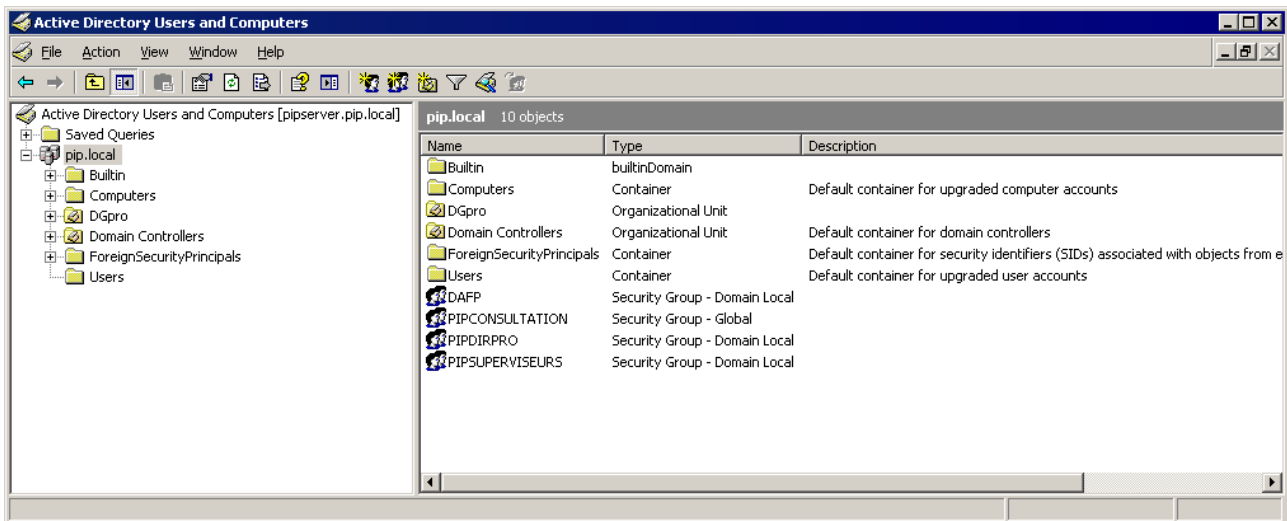 Active Directory Users and Computers
File Action View Window Help
Active Directory Users and Computers [pipserver.pip.local]
Saved Queries
pip.local
Builtin
Computers
DGpro
Domain Controllers
ForeignSecurityPrincipals
Users
pip.local 10 objects
Name Type Description
Builtin builtinDomain
Computers Container Default container for upgraded computer accounts
DGpro Organizational Unit
Domain Controllers Organizational Unit Default container for domain controllers
ForeignSecurityPrincipals Container Default container for security identifiers (SIDs) associated with objects from e
Users Container Default container for upgraded user accounts
DAFP Security Group - Domain Local
PIPCONSULTATION Security Group - Global
PIPDIRPRO Security Group - Domain Local
PIPSUPERVISEURS Security Group - Domain Local